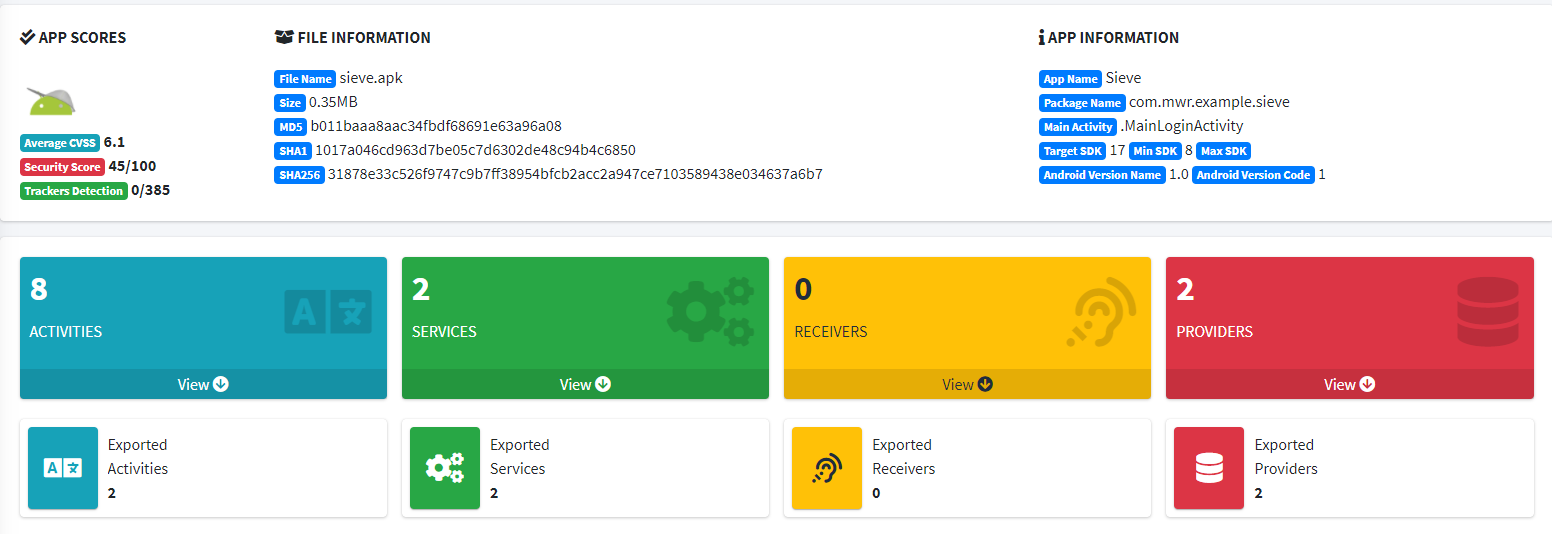 APP SCORES
Average CVSS 6.1
Security Score 45/100
Trackers Detection 0/385
FILE INFORMATION
File Name sieve.apk
Size 0.35MB
MD5 b011baaa8aac34fbdf68691e63a96a08
SHA1 1017a046cd963d7be05c7d6302de48c94b4c6850
SHA256 31878e33c526f9747c9b7ff38954bfcb2acc2a947ce7103589438e034637a6b7
APP INFORMATION
App Name Sieve
Package Name com.mwr.example.sieve
Main Activity .MainLoginActivity
Target SDK 17 Min SDK 8 Max SDK
Android Version Name 1.0 Android Version Code 1
8
ACTIVITIES
View
2
SERVICES
View
0
RECEIVERS
View
2
PROVIDERS
View
Exported
Activities
2
Exported
Services
2
Exported
Receivers
0
Exported
Providers
2